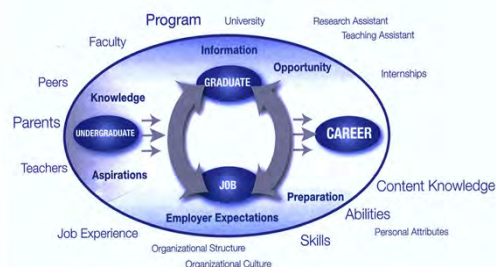 Program
University
Research Assistant
Teaching Assistant
Faculty
Information
Opportunity
Internships
Peers
Knowledge
GRADUATE
Parents
UNDERGRADUATE
CAREER
Teachers
Aspirations
JOB
Preparation
Content Knowledge
Employer Expectations
Abilities
Job Experience
Skills
Personal Attributes
Organizational Structure
Organizational Culture